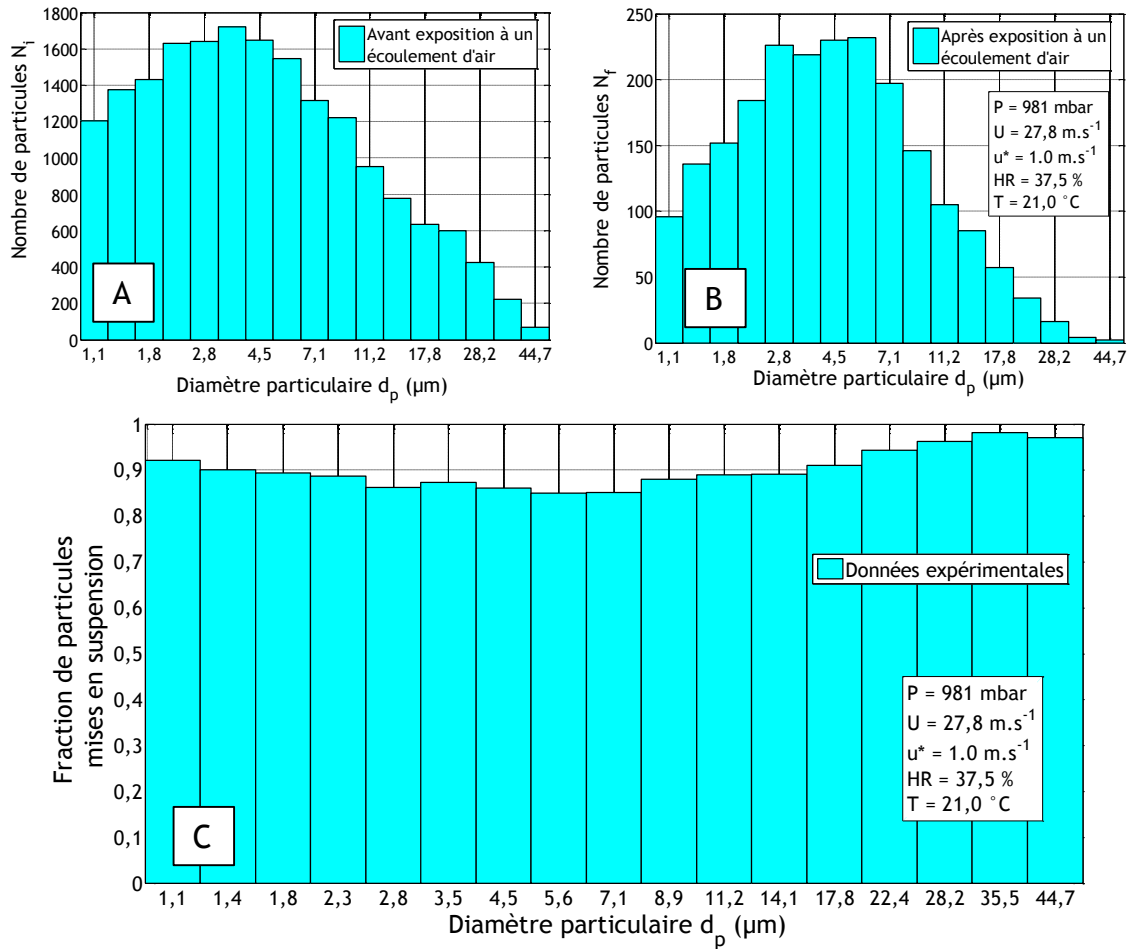 Nombre de particules N_i
1800
1600
1400
1200
1000
800
600
400
200
0
Avant exposition à un
écoulement d'air
A
1,1 1,8 2,8 4,5 7,1 11,2 17,8 28,2 44,7
Diamètre particulaire d_p (µm)
Nombre de particules N_f
250
200
150
100
50
0
Après exposition à un
écoulement d'air
P = 981 mbar
U = 27,8 m.s⁻¹
u* = 1.0 m.s⁻¹
HR = 37,5 %
T = 21,0 °C
B
1,1 1,8 2,8 4,5 7,1 11,2 17,8 28,2 44,7
Diamètre particulaire d_p (µm)
Fraction de particules
mises en suspension
1
0,9
0,8
0,7
0,6
0,5
0,4
0,3
0,2
0,1
0
Données expérimentales
P = 981 mbar
U = 27,8 m.s⁻¹
u* = 1.0 m.s⁻¹
HR = 37,5 %
T = 21,0 °C
C
1,1 1,4 1,8 2,3 2,8 3,5 4,5 5,6 7,1 8,9 11,2 14,1 17,8 22,4 28,2 35,5 44,7
Diamètre particulaire d_p (µm)